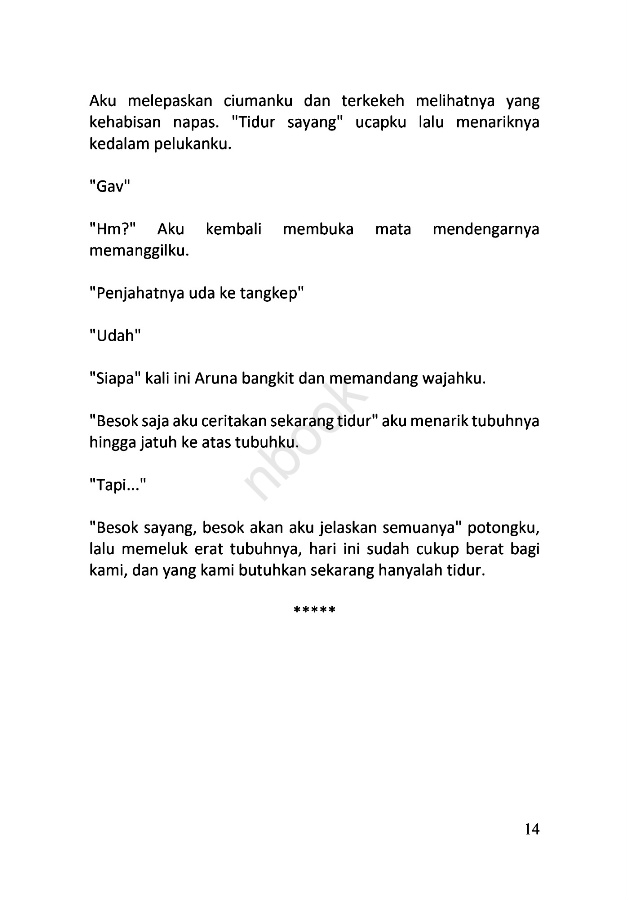 Aku melepaskan ciumanku dan terkekeh melihatnya yang
kehabisan napas. "Tidur sayang" ucapku lalu menariknya
kedalam pelukanku.
"Gav"
"Hm?" Aku kembali membuka mata mendengarnya
memanggilku.
"Penjahatnya uda ke tangkep"
"Udah"
"Siapa" kali ini Aruna bangkit dan memandang wajahku.
"Besok saja aku ceritakan sekarang tidur" aku menarik tubuhnya
hingga jatuh ke atas tubuhku.
"Tapi..."
"Besok sayang, besok akan aku jelaskan semuanya" potongku,
lalu memeluk erat tubuhnya, hari ini sudah cukup berat bagi
kami, dan yang kami butuhkan sekarang hanyalah tidur.
*****
nbook
14